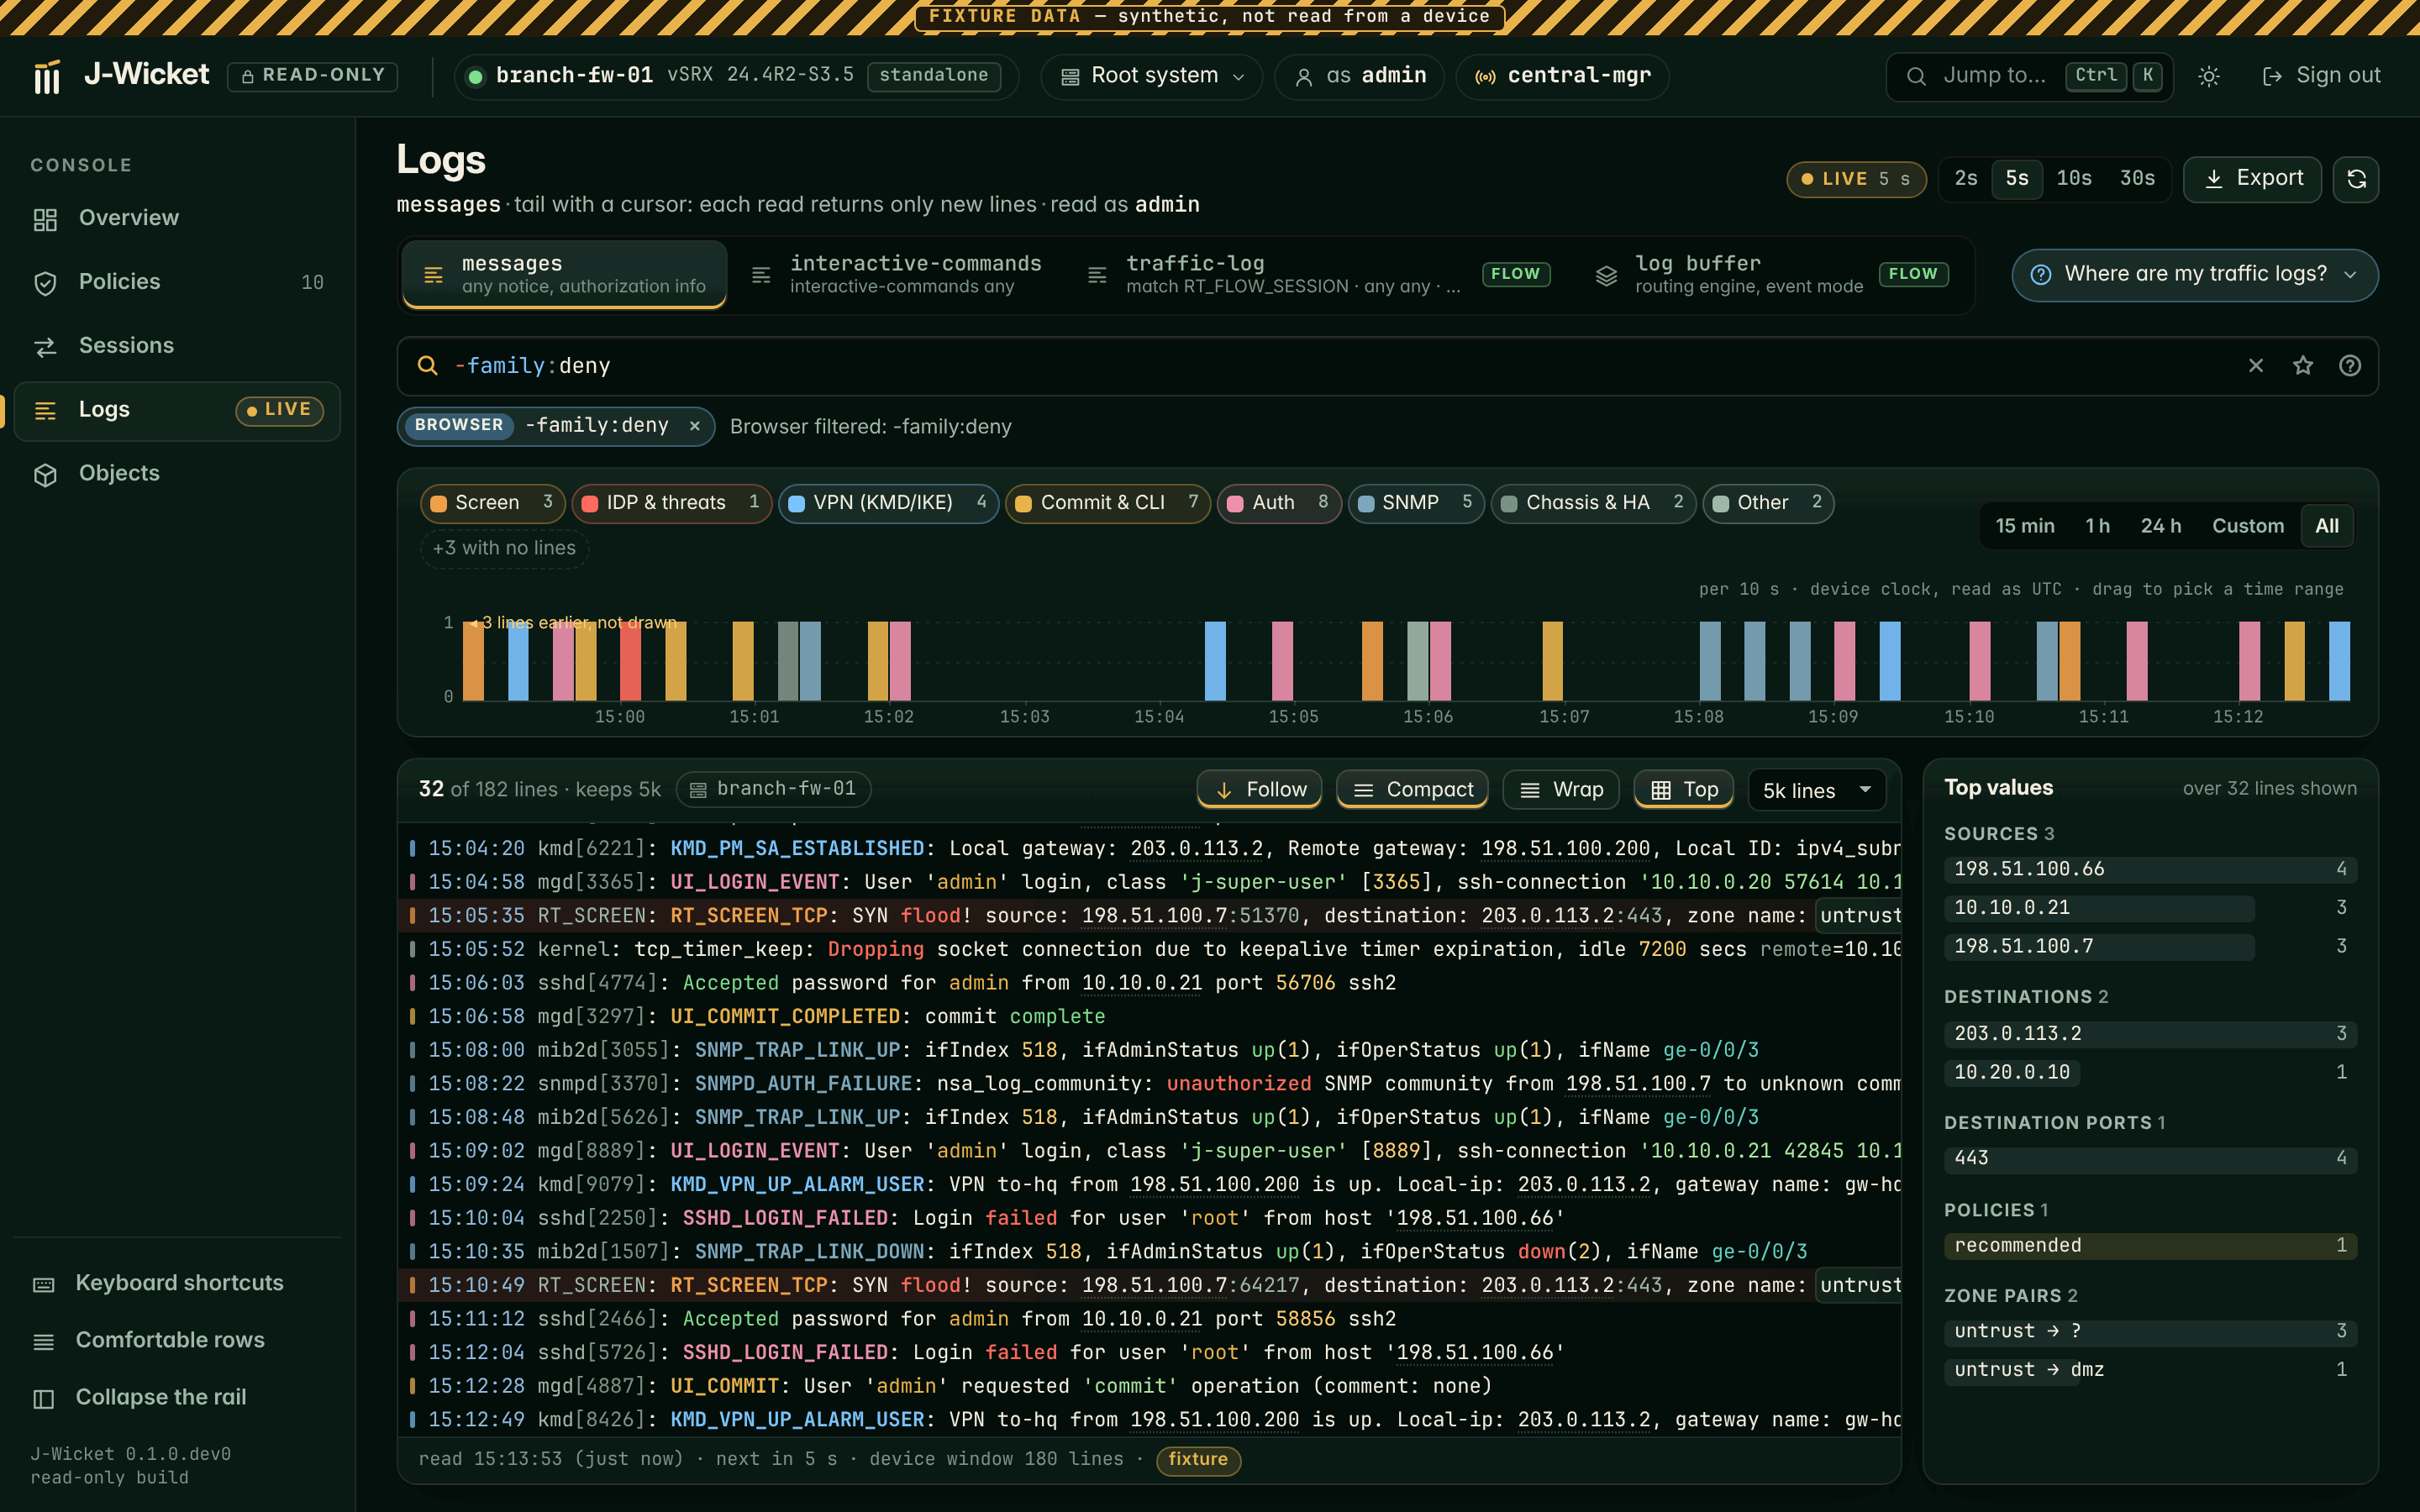 FIXTURE DATA — synthetic, not read from a device
J-Wicket READ-ONLY branch-fw-01 vSRX 24.4R2-S3.5 standalone Root system as admin central-mgr Jump to... Ctrl K Sign out
CONSOLE
Overview
Policies 10
Sessions
Logs LIVE
Objects
Keyboard shortcuts
Comfortable rows
Collapse the rail
J-Wicket 0.1.0.dev0
read-only build
Logs
messages · tail with a cursor: each read returns only new lines · read as admin
LIVE 5 s 2s 5s 10s 30s Export
messages
any notice, authorization info
interactive-commands
interactive-commands any
traffic-log
match RT_FLOW_SESSION · any any · ...
FLOW
log buffer
routing engine, event mode
FLOW
Where are my traffic logs?
-family:deny
BROWSER -family:deny × Browser filtered: -family:deny
Screen 3 IDP & threats 1 VPN (KMD/IKE) 4 Commit & CLI 7 Auth 8 SNMP 5 Chassis & HA 2 Other 2
+3 with no lines
15 min 1 h 24 h Custom All
per 10 s · device clock, read as UTC · drag to pick a time range
1 ◂ 3 lines earlier, not drawn
0
15:00 15:01 15:02 15:03 15:04 15:05 15:06 15:07 15:08 15:09 15:10 15:11 15:12
32 of 182 lines · keeps 5k branch-fw-01 Follow Compact Wrap Top 5k lines
15:04:20 kmd[6221]: KMD_PM_SA_ESTABLISHED: Local gateway: 203.0.113.2, Remote gateway: 198.51.100.200, Local ID: ipv4_subn
15:04:58 mgd[3365]: UI_LOGIN_EVENT: User 'admin' login, class 'j-super-user' [3365], ssh-connection '10.10.0.20 57614 10.1
15:05:35 RT_SCREEN: RT_SCREEN_TCP: SYN flood! source: 198.51.100.7:51370, destination: 203.0.113.2:443, zone name: untrust
15:05:52 kernel: tcp_timer_keep: Dropping socket connection due to keepalive timer expiration, idle 7200 secs remote=10.10
15:06:03 sshd[4774]: Accepted password for admin from 10.10.0.21 port 56706 ssh2
15:06:58 mgd[3297]: UI_COMMIT_COMPLETED: commit complete
15:08:00 mib2d[3055]: SNMP_TRAP_LINK_UP: ifIndex 518, ifAdminStatus up(1), ifOperStatus up(1), ifName ge-0/0/3
15:08:22 snmpd[3370]: SNMPD_AUTH_FAILURE: nsa_log_community: unauthorized SNMP community from 198.51.100.7 to unknown comm
15:08:48 mib2d[5626]: SNMP_TRAP_LINK_UP: ifIndex 518, ifAdminStatus up(1), ifOperStatus up(1), ifName ge-0/0/3
15:09:02 mgd[8889]: UI_LOGIN_EVENT: User 'admin' login, class 'j-super-user' [8889], ssh-connection '10.10.0.21 42845 10.1
15:09:24 kmd[9079]: KMD_VPN_UP_ALARM_USER: VPN to-hq from 198.51.100.200 is up. Local-ip: 203.0.113.2, gateway name: gw-hq
15:10:04 sshd[2250]: SSHD_LOGIN_FAILED: Login failed for user 'root' from host '198.51.100.66'
15:10:35 mib2d[1507]: SNMP_TRAP_LINK_DOWN: ifIndex 518, ifAdminStatus up(1), ifOperStatus down(2), ifName ge-0/0/3
15:10:49 RT_SCREEN: RT_SCREEN_TCP: SYN flood! source: 198.51.100.7:64217, destination: 203.0.113.2:443, zone name: untrust
15:11:12 sshd[2466]: Accepted password for admin from 10.10.0.21 port 58856 ssh2
15:12:04 sshd[5726]: SSHD_LOGIN_FAILED: Login failed for user 'root' from host '198.51.100.66'
15:12:28 mgd[4887]: UI_COMMIT: User 'admin' requested 'commit' operation (comment: none)
15:12:49 kmd[8426]: KMD_VPN_UP_ALARM_USER: VPN to-hq from 198.51.100.200 is up. Local-ip: 203.0.113.2, gateway name: gw-hq
read 15:13:53 (just now) · next in 5 s · device window 180 lines · fixture
Top values over 32 lines shown
SOURCES 3
198.51.100.66 4
10.10.0.21 3
198.51.100.7 3
DESTINATIONS 2
203.0.113.2 3
10.20.0.10 1
DESTINATION PORTS 1
443 4
POLICIES 1
recommended 1
ZONE PAIRS 2
untrust → ? 3
untrust → dmz 1